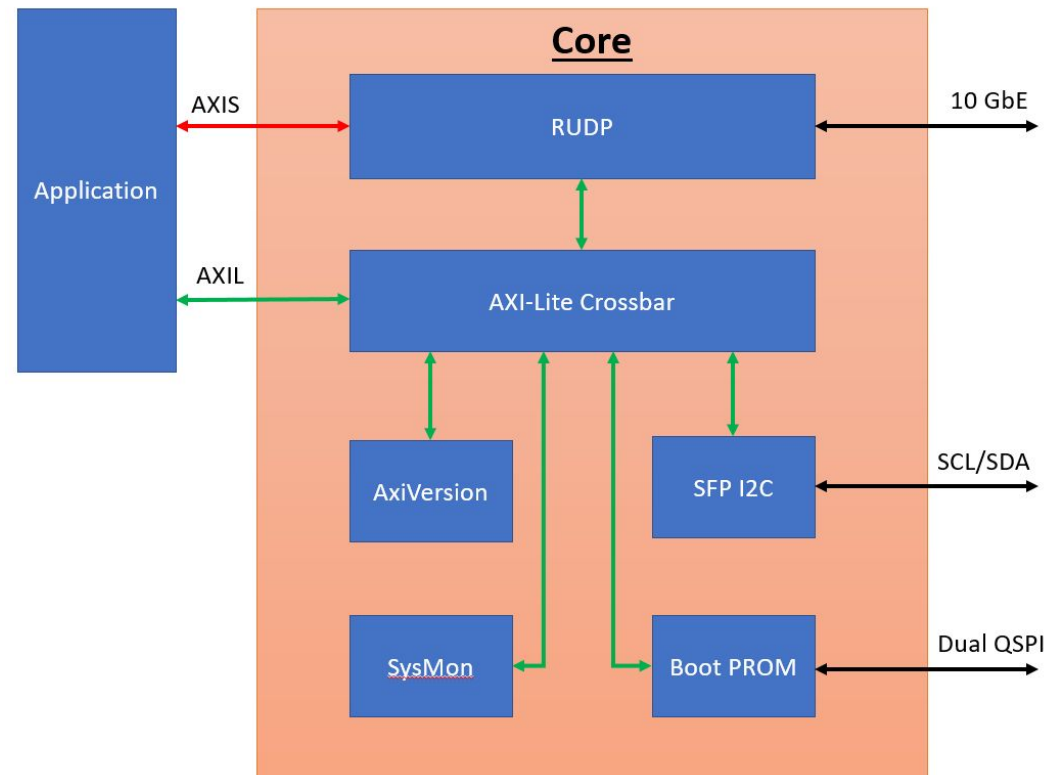 Core
AXIS
RUDP
10 GbE
Application
AXIL
AXI-Lite Crossbar
AxiVersion
SFP I2C
SCL/SDA
SysMon
Boot PROM
Dual QSPI